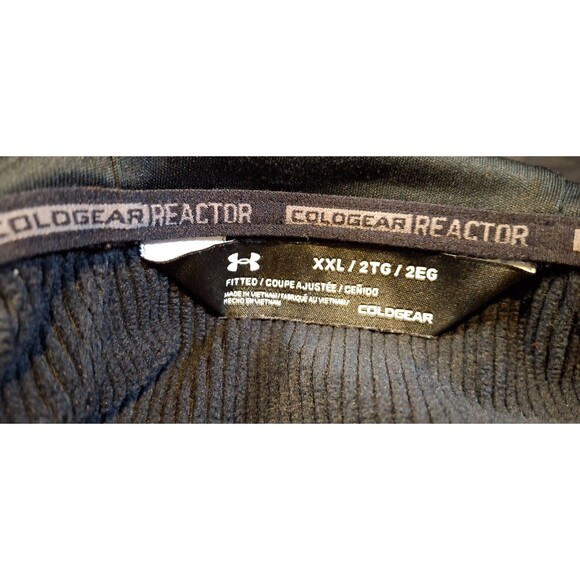 COLDGEAR REACTOR COLDGEAR REACTOR
XXL / 2TG / 2EG
FITTED / COUPE AJUSTÉE / CEÑIDO
MADE IN VIETNAM/FABRIQUÉ AU VIETNAM/
HECHO EN VIETNAM
COLDGEAR